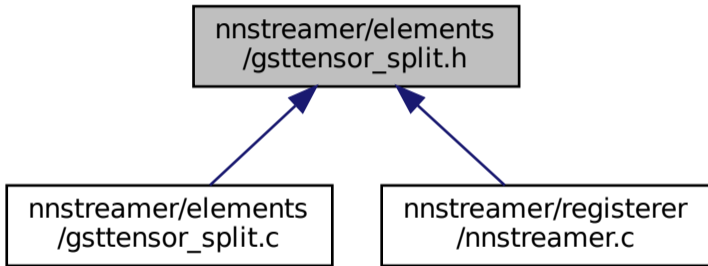 nnstreamer/elements
/gsttensor_split.h
nnstreamer/elements
/gsttensor_split.c
nnstreamer/registerer
/nnstreamer.c